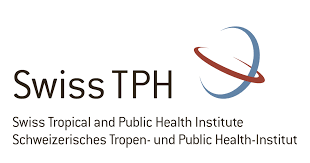 Swiss TPH
Swiss Tropical and Public Health Institute
Schweizerisches Tropen- und Public Health-Institut